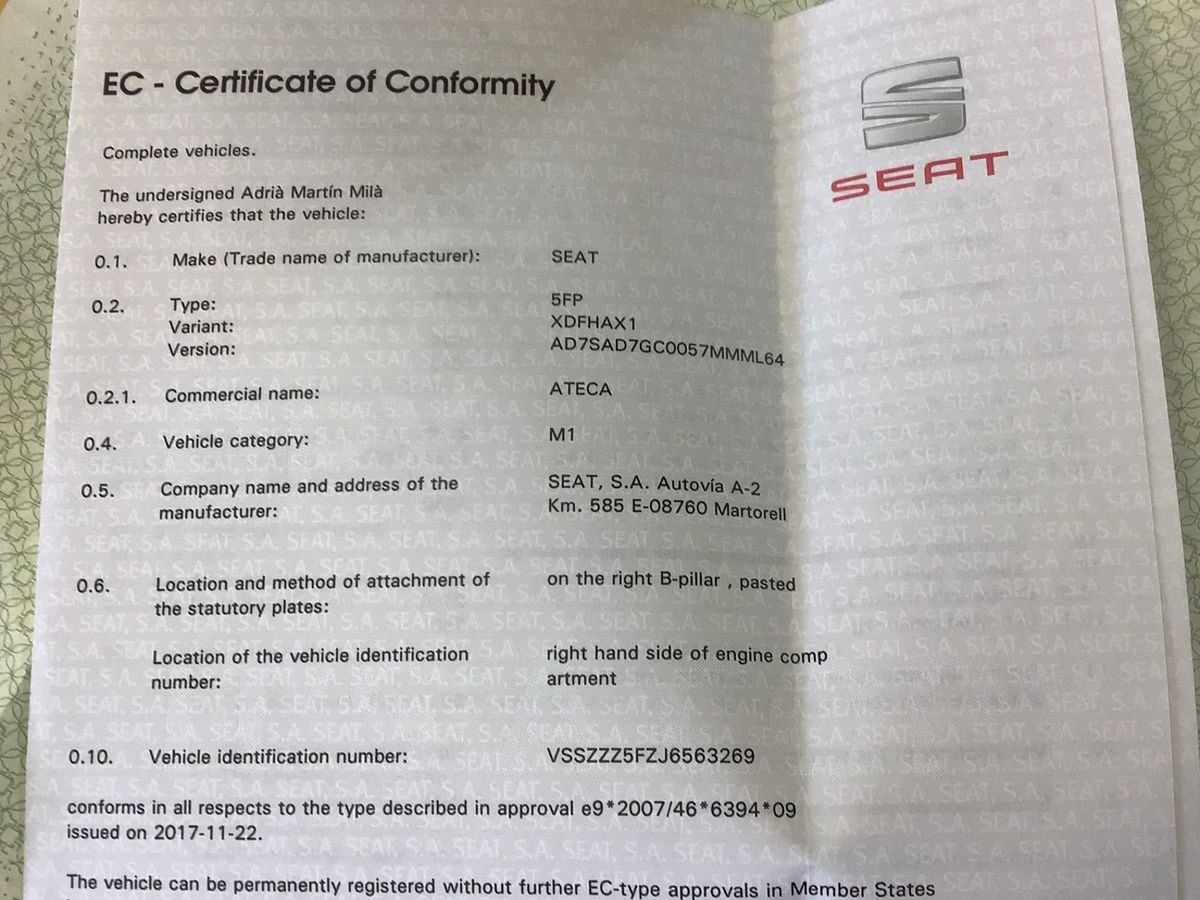 EC - Certificate of Conformity
SEAT
Complete vehicles.
The undersigned Adrià Martín Milà
hereby certifies that the vehicle:
0.1. Make (Trade name of manufacturer): SEAT
0.2. Type: 5FP
Variant: XDFHAX1
Version: AD7SAD7GC0057MMML64
0.2.1. Commercial name: ATECA
0.4. Vehicle category: M1
0.5. Company name and address of the SEAT, S.A. Autovía A-2
manufacturer: Km. 585 E-08760 Martorell
0.6. Location and method of attachment of on the right B-pillar , pasted
the statutory plates:
Location of the vehicle identification right hand side of engine comp
number: artment
0.10. Vehicle identification number: VSSZZZ5FZJ6563269
conforms in all respects to the type described in approval e9*2007/46*6394*09
issued on 2017-11-22.
The vehicle can be permanently registered without further EC-type approvals in Member States